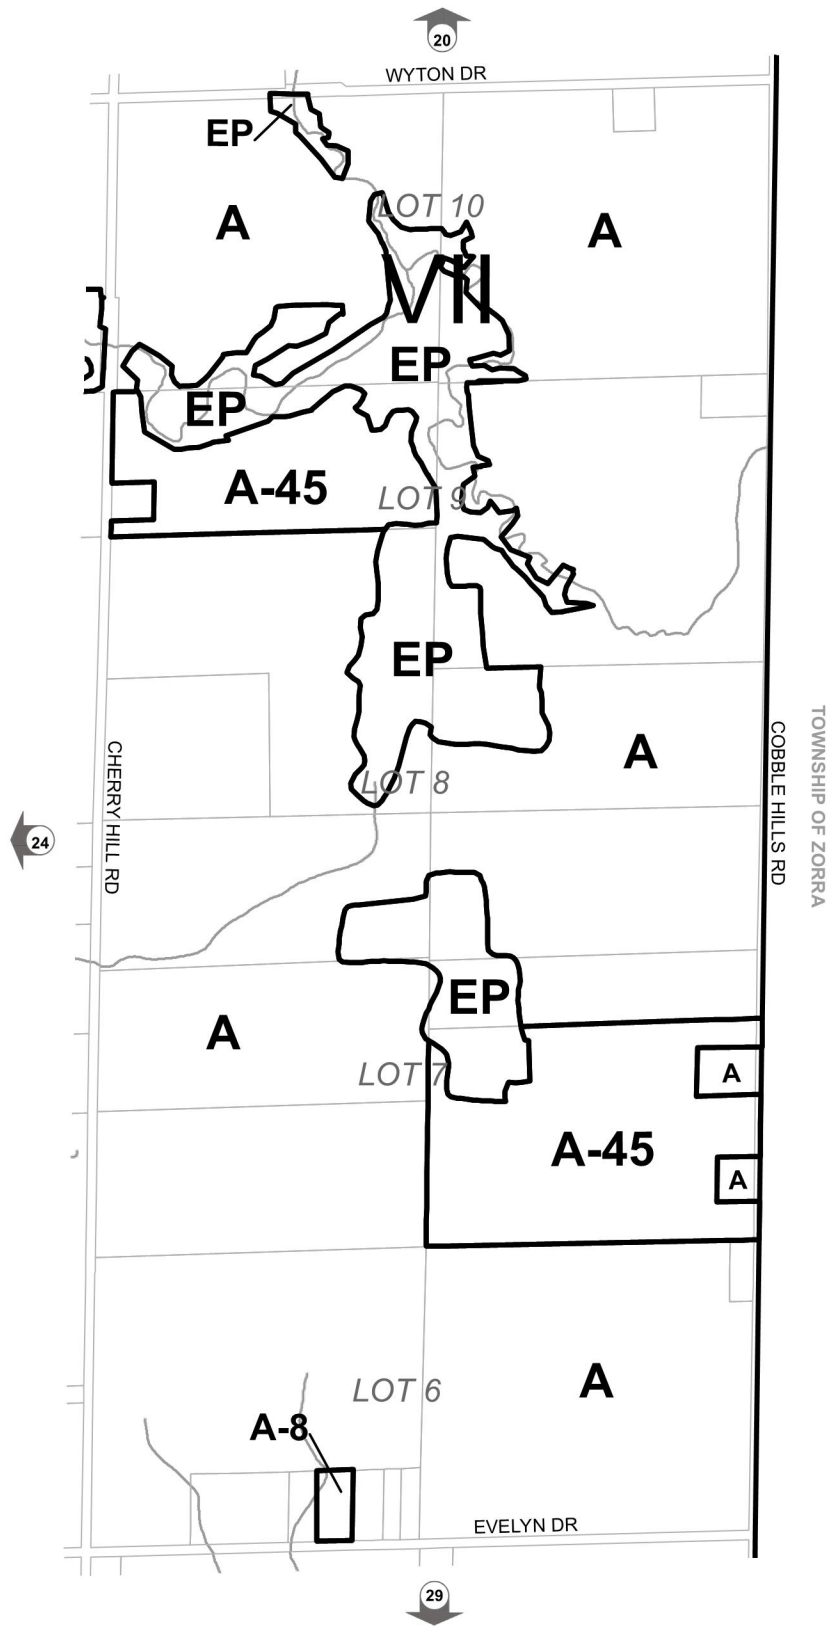 20
WYTON DR
EP
LOT 10
A
A
VII
EP
EP
A-45
LOT 9
EP
A
CHERRY HILL RD
COBBLE HILLS RD
TOWNSHIP OF ZORRA
LOT 8
24
EP
A
LOT 7
A
A-45
A
A
LOT 6
A-8
EVELYN DR
29